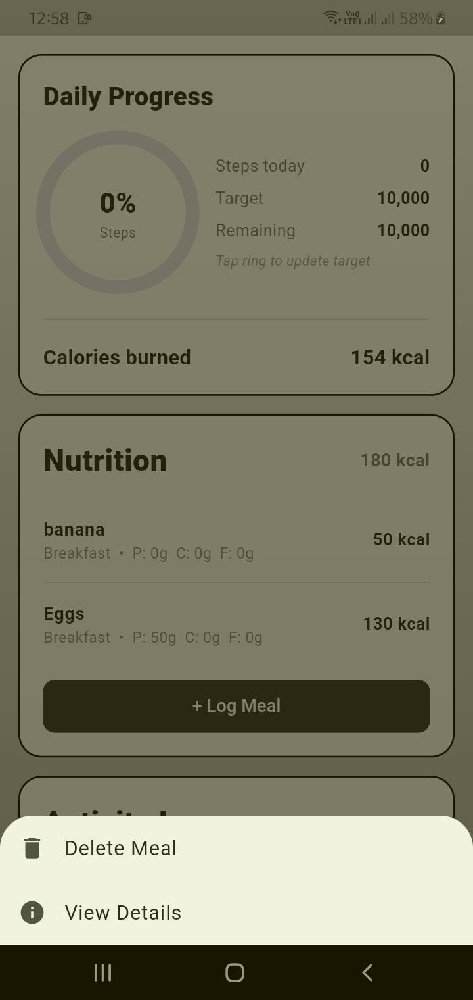 12:58
Vo)) LTE1 58%
Daily Progress
0%
Steps
Steps today 0
Target 10,000
Remaining 10,000
Tap ring to update target
Calories burned 154 kcal
Nutrition 180 kcal
banana
Breakfast • P: 0g C: 0g F: 0g
50 kcal
Eggs
Breakfast • P: 50g C: 0g F: 0g
130 kcal
+ Log Meal
Delete Meal
View Details